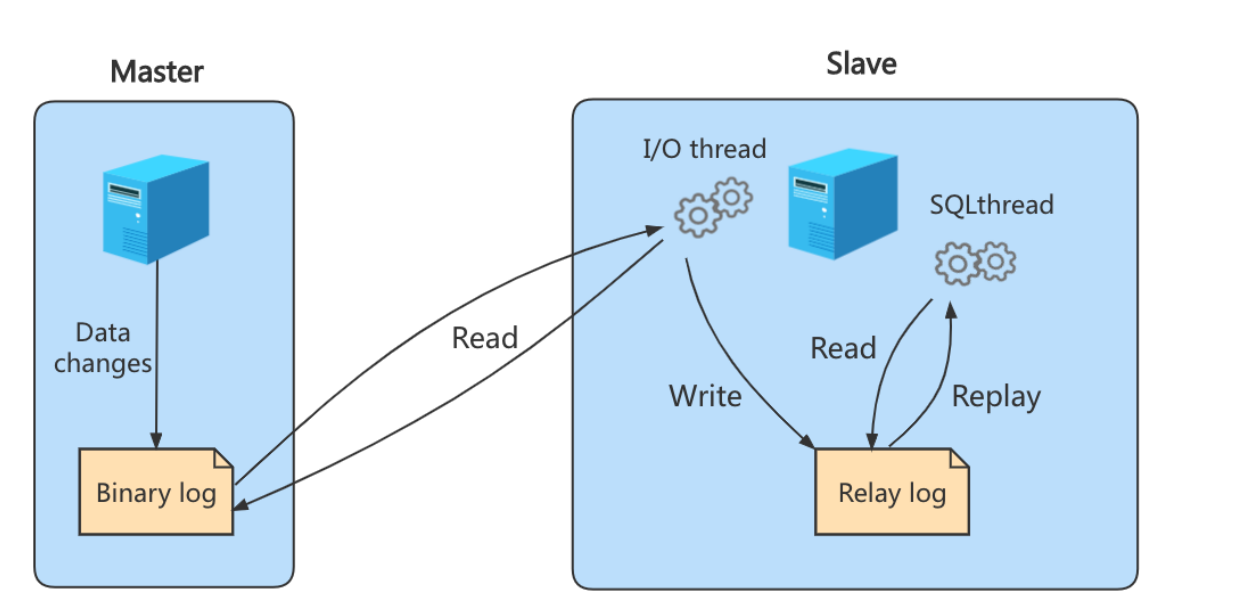 Master
Slave
I/O thread
SQLthread
Data
changes
Read
Read
Write
Replay
Binary log
Relay log